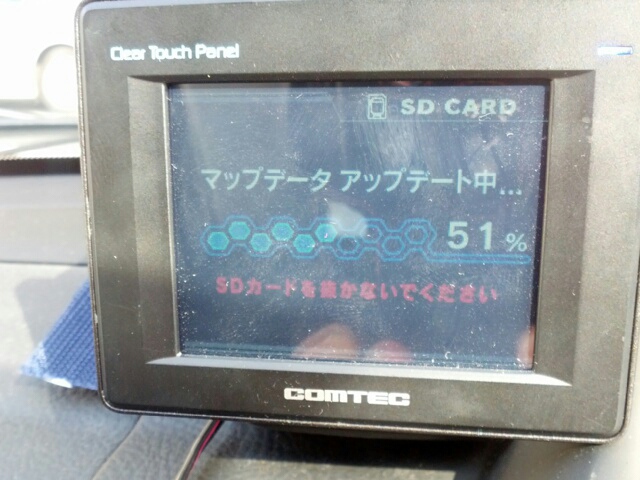 Clear Touch Panel
SD CARD
マップデータ アップデート中...
51%
SDカードを抜かないでください
COMTEC